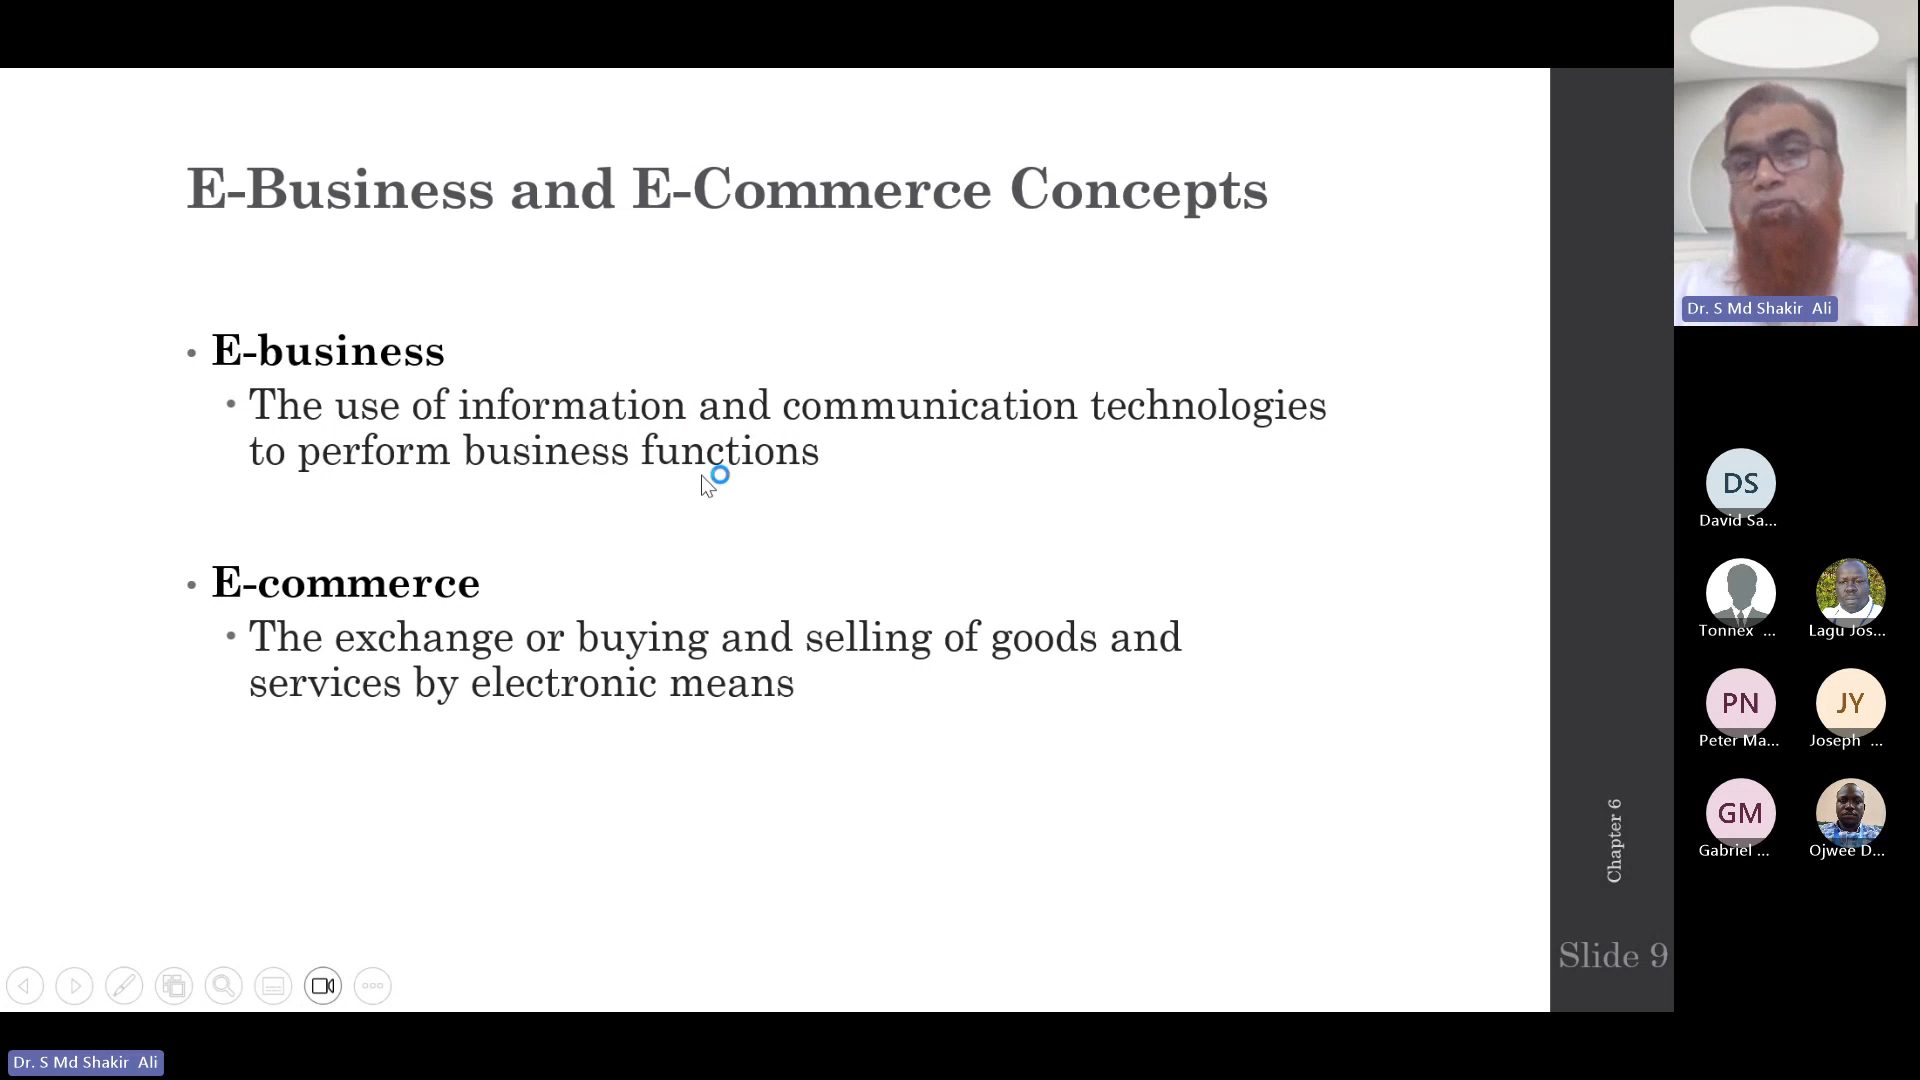 E-Business and E-Commerce Concepts
• E-business
• The use of information and communication technologies
to perform business functions
• E-commerce
• The exchange or buying and selling of goods and
services by electronic means
Chapter 6
Slide 9
Dr. S Md Shakir Ali
DS
David Sa...
Tonnex ...
Lagu Jos...
PN
Peter Ma...
JY
Joseph ...
GM
Gabriel ...
Ojwee D...
Dr. S Md Shakir Ali